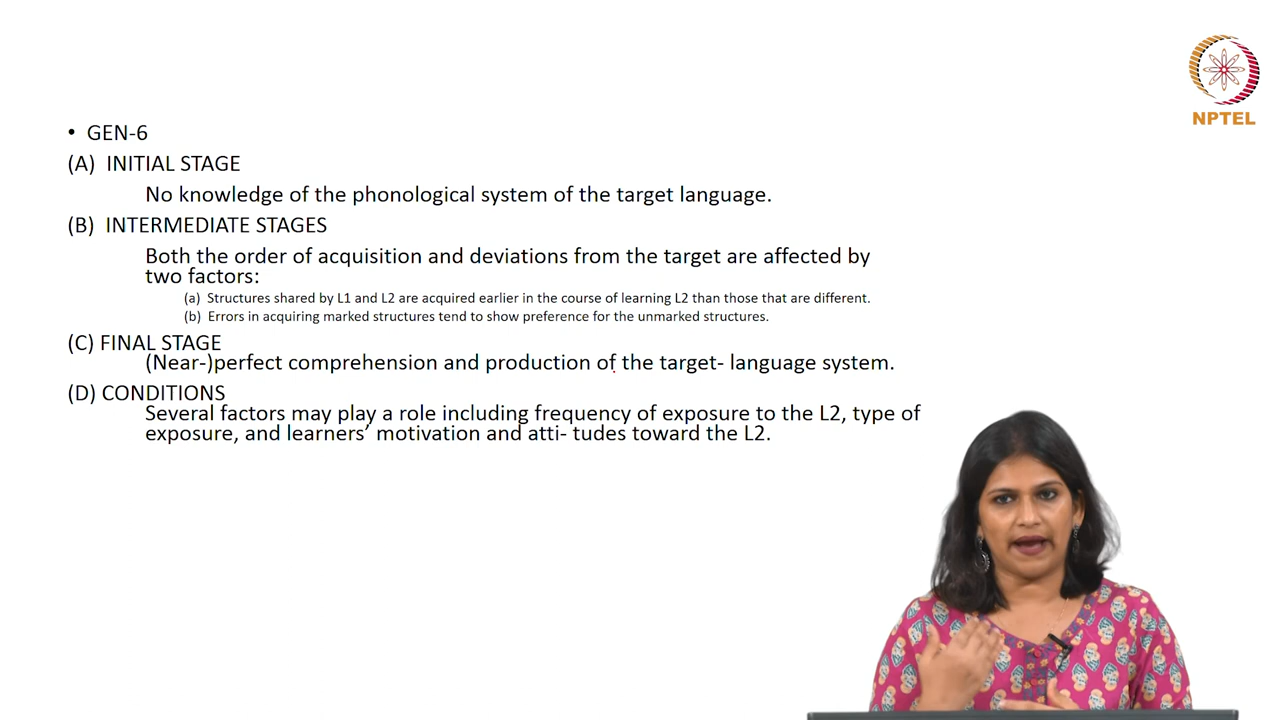 NPTEL
• GEN-6
(A) INITIAL STAGE
No knowledge of the phonological system of the target language.
(B) INTERMEDIATE STAGES
Both the order of acquisition and deviations from the target are affected by
two factors:
(a) Structures shared by L1 and L2 are acquired earlier in the course of learning L2 than those that are different.
(b) Errors in acquiring marked structures tend to show preference for the unmarked structures.
(C) FINAL STAGE
(Near-)perfect comprehension and production of the target- language system.
(D) CONDITIONS
Several factors may play a role including frequency of exposure to the L2, type of
exposure, and learners’ motivation and atti- tudes toward the L2.